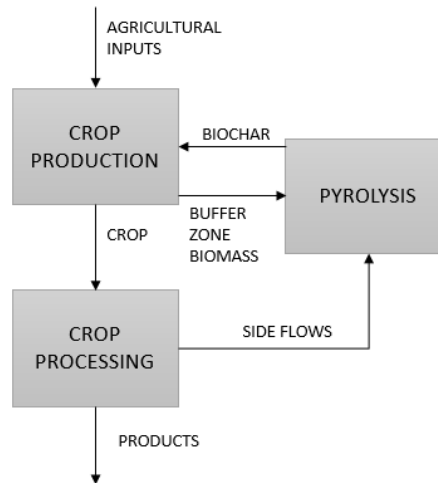 AGRICULTURAL
INPUTS
CROP
PRODUCTION
BIOCHAR
PYROLYSIS
BUFFER
ZONE
BIOMASS
CROP
CROP
PROCESSING
SIDE FLOWS
PRODUCTS